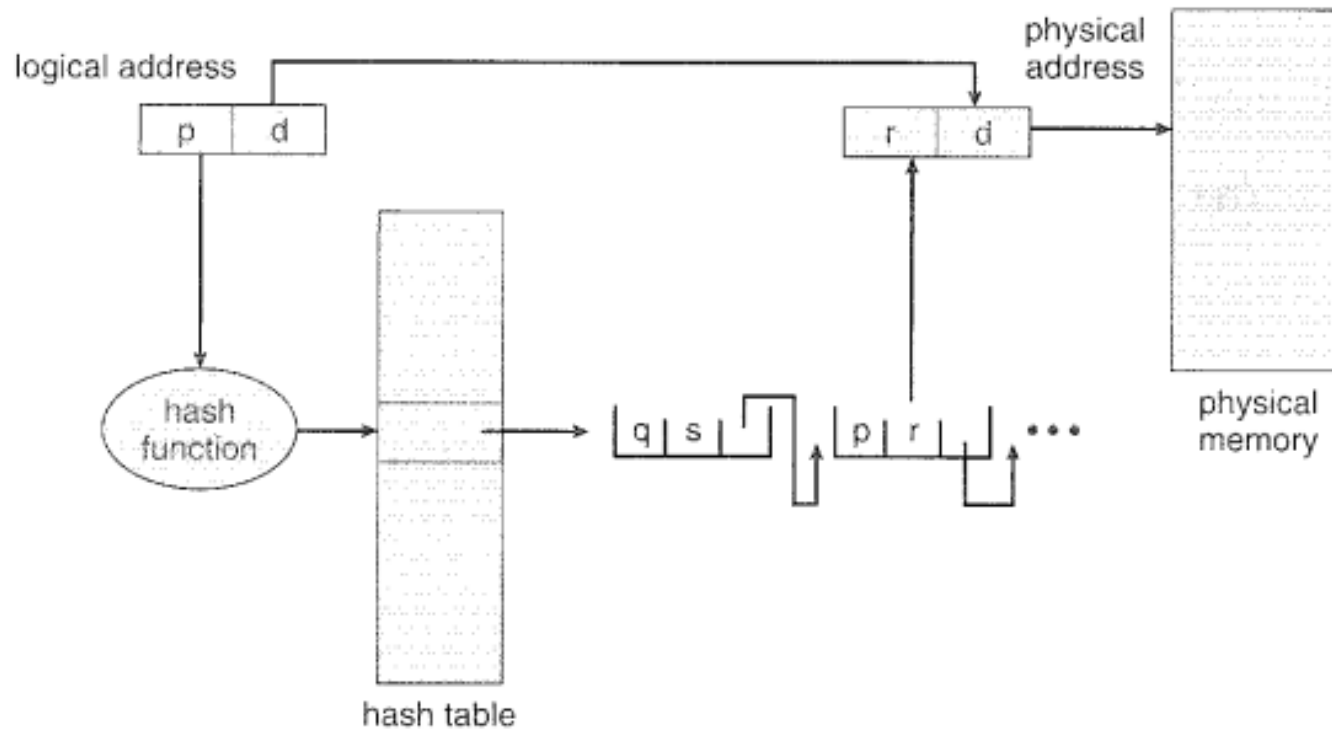 logical address
p d
physical
address
r d
hash
function
q s
p r
physical
memory
hash table